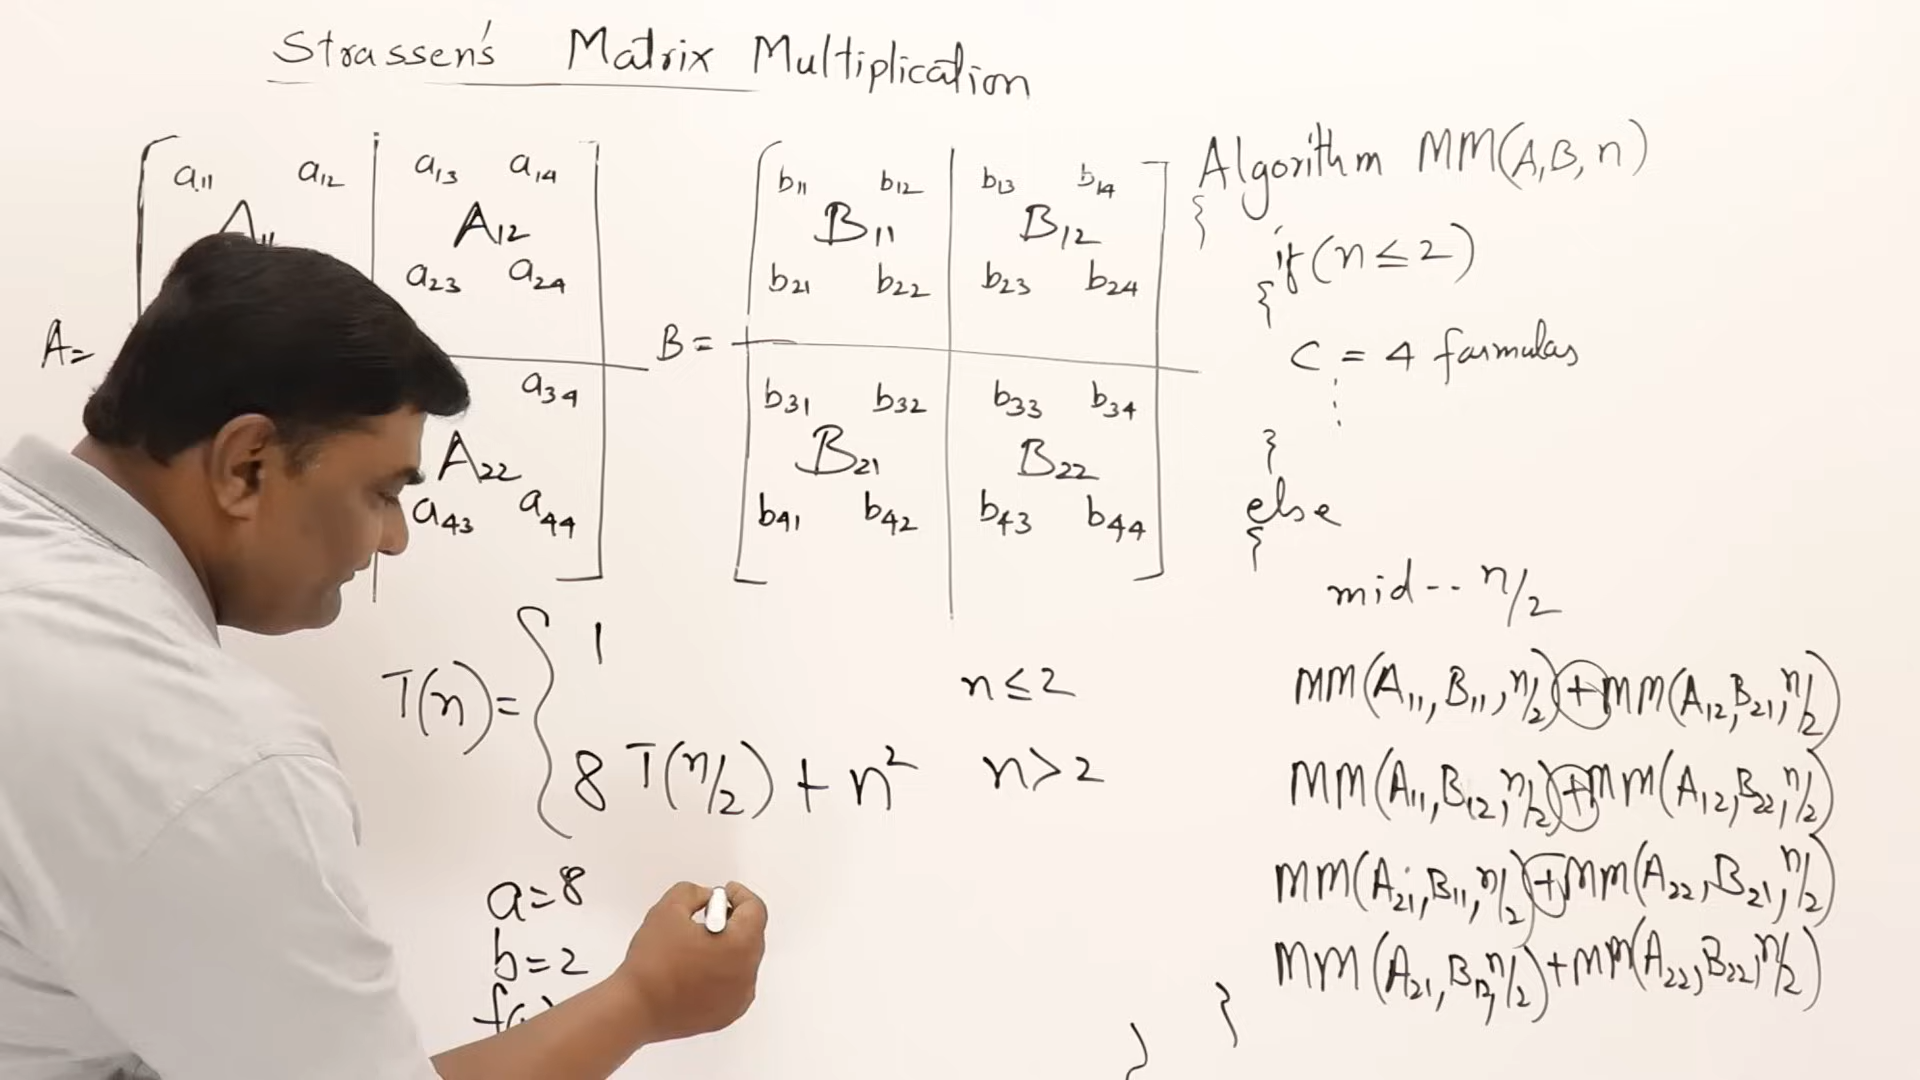 Strassen's Matrix Multiplication
A=
a11 a12 a13 a14
A11 A12
a23 a24
a34
A22
a43 a44
B =
b11 b12 b13 b14
B11 B12
b21 b22 b23 b24
b31 b32 b33 b34
B21 B22
b41 b42 b43 b44
T(n)= { 1 n≤2
8 T(n/2) + n² n>2
a=8
b=2
Algorithm MM(A,B,n)
{
if(n≤2)
{
C = 4 farmulas
⋮
}
else
{
mid -- n/2
MM(A11,B11,n/2)+MM(A12,B21,n/2)
MM(A11,B12,n/2)+MM(A12,B22,n/2)
MM(A21,B11,n/2)+MM(A22,B21,n/2)
MM(A21,B12,n/2)+MM(A22,B22,n/2)
}
}